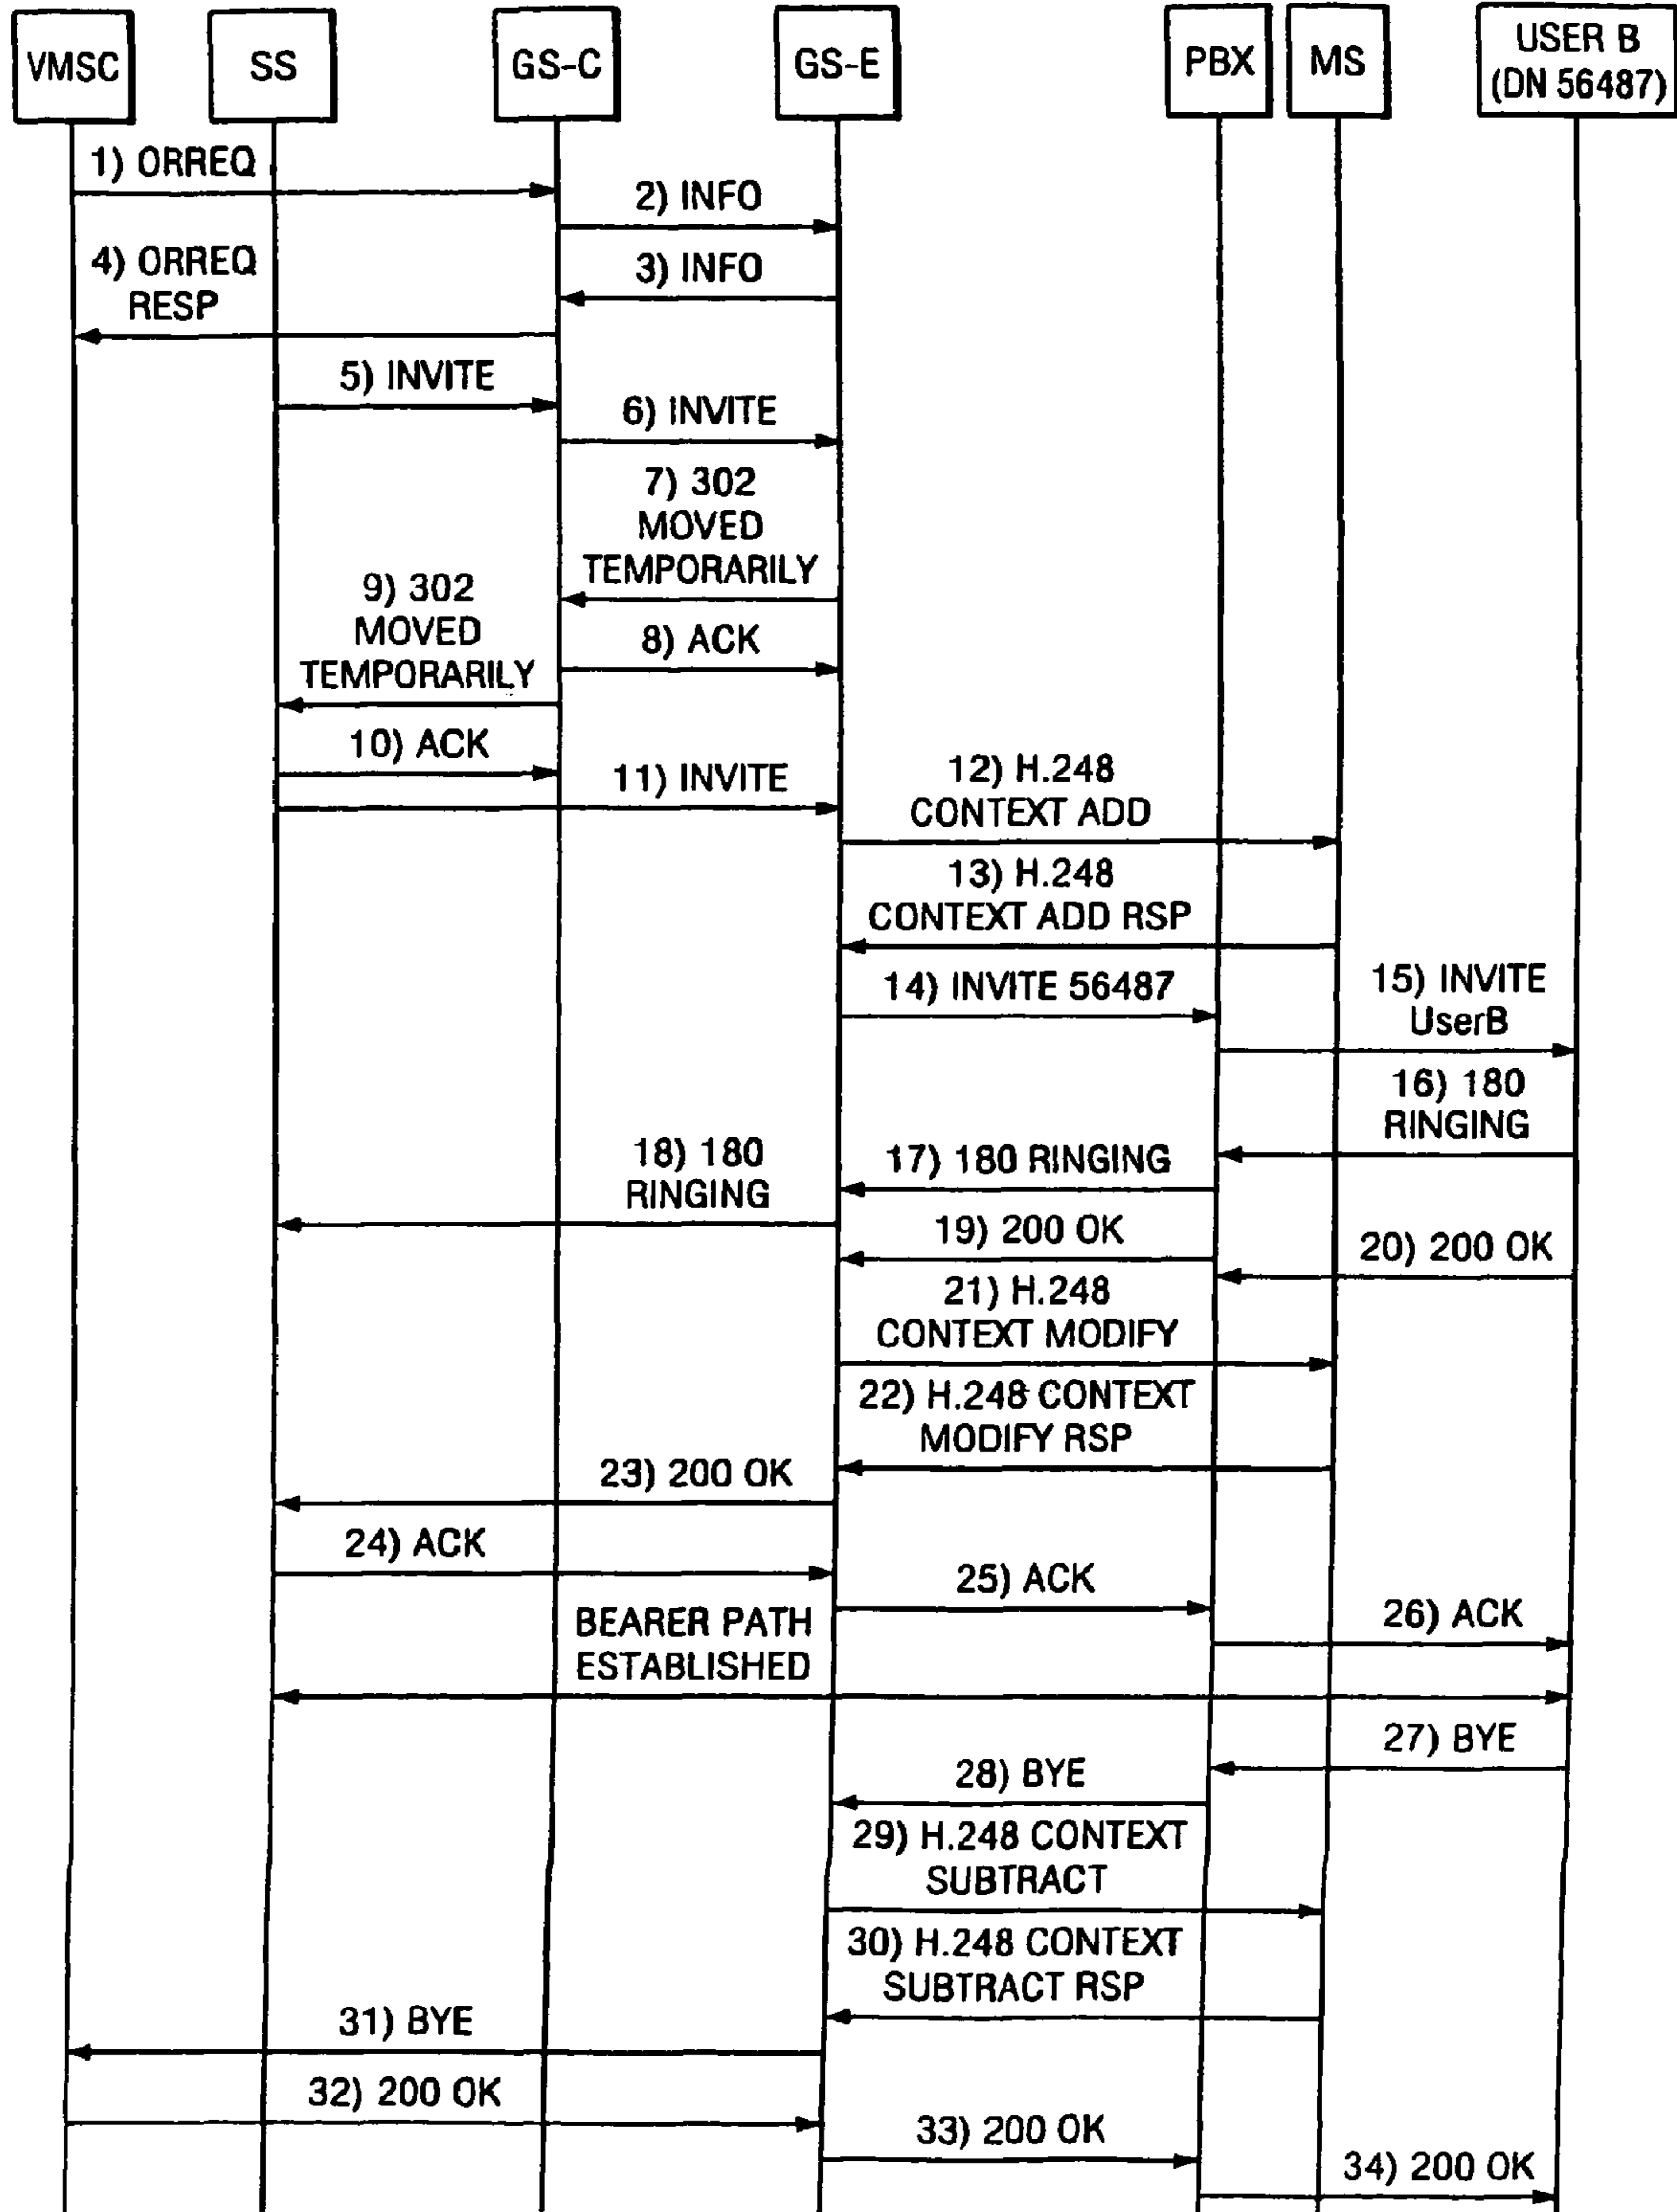 VMSC
SS
GS-C
GS-E
PBX
MS
USER B
(DN 56487)
1) ORREQ
2) INFO
3) INFO
4) ORREQ
RESP
5) INVITE
6) INVITE
7) 302
MOVED
TEMPORARILY
8) ACK
9) 302
MOVED
TEMPORARILY
10) ACK
11) INVITE
12) H.248
CONTEXT ADD
13) H.248
CONTEXT ADD RSP
14) INVITE 56487
15) INVITE
UserB
16) 180
RINGING
17) 180 RINGING
18) 180
RINGING
19) 200 OK
20) 200 OK
21) H.248
CONTEXT MODIFY
22) H.248 CONTEXT
MODIFY RSP
23) 200 OK
24) ACK
25) ACK
26) ACK
BEARER PATH
ESTABLISHED
27) BYE
28) BYE
29) H.248 CONTEXT
SUBTRACT
30) H.248 CONTEXT
SUBTRACT RSP
31) BYE
32) 200 OK
33) 200 OK
34) 200 OK